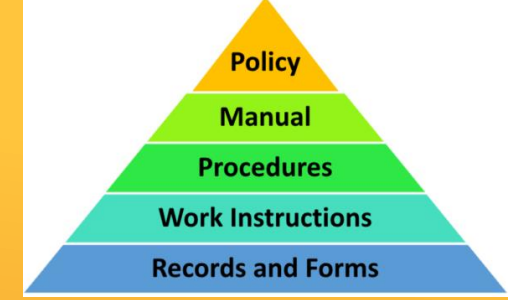 Policy
Manual
Procedures
Work Instructions
Records and Forms